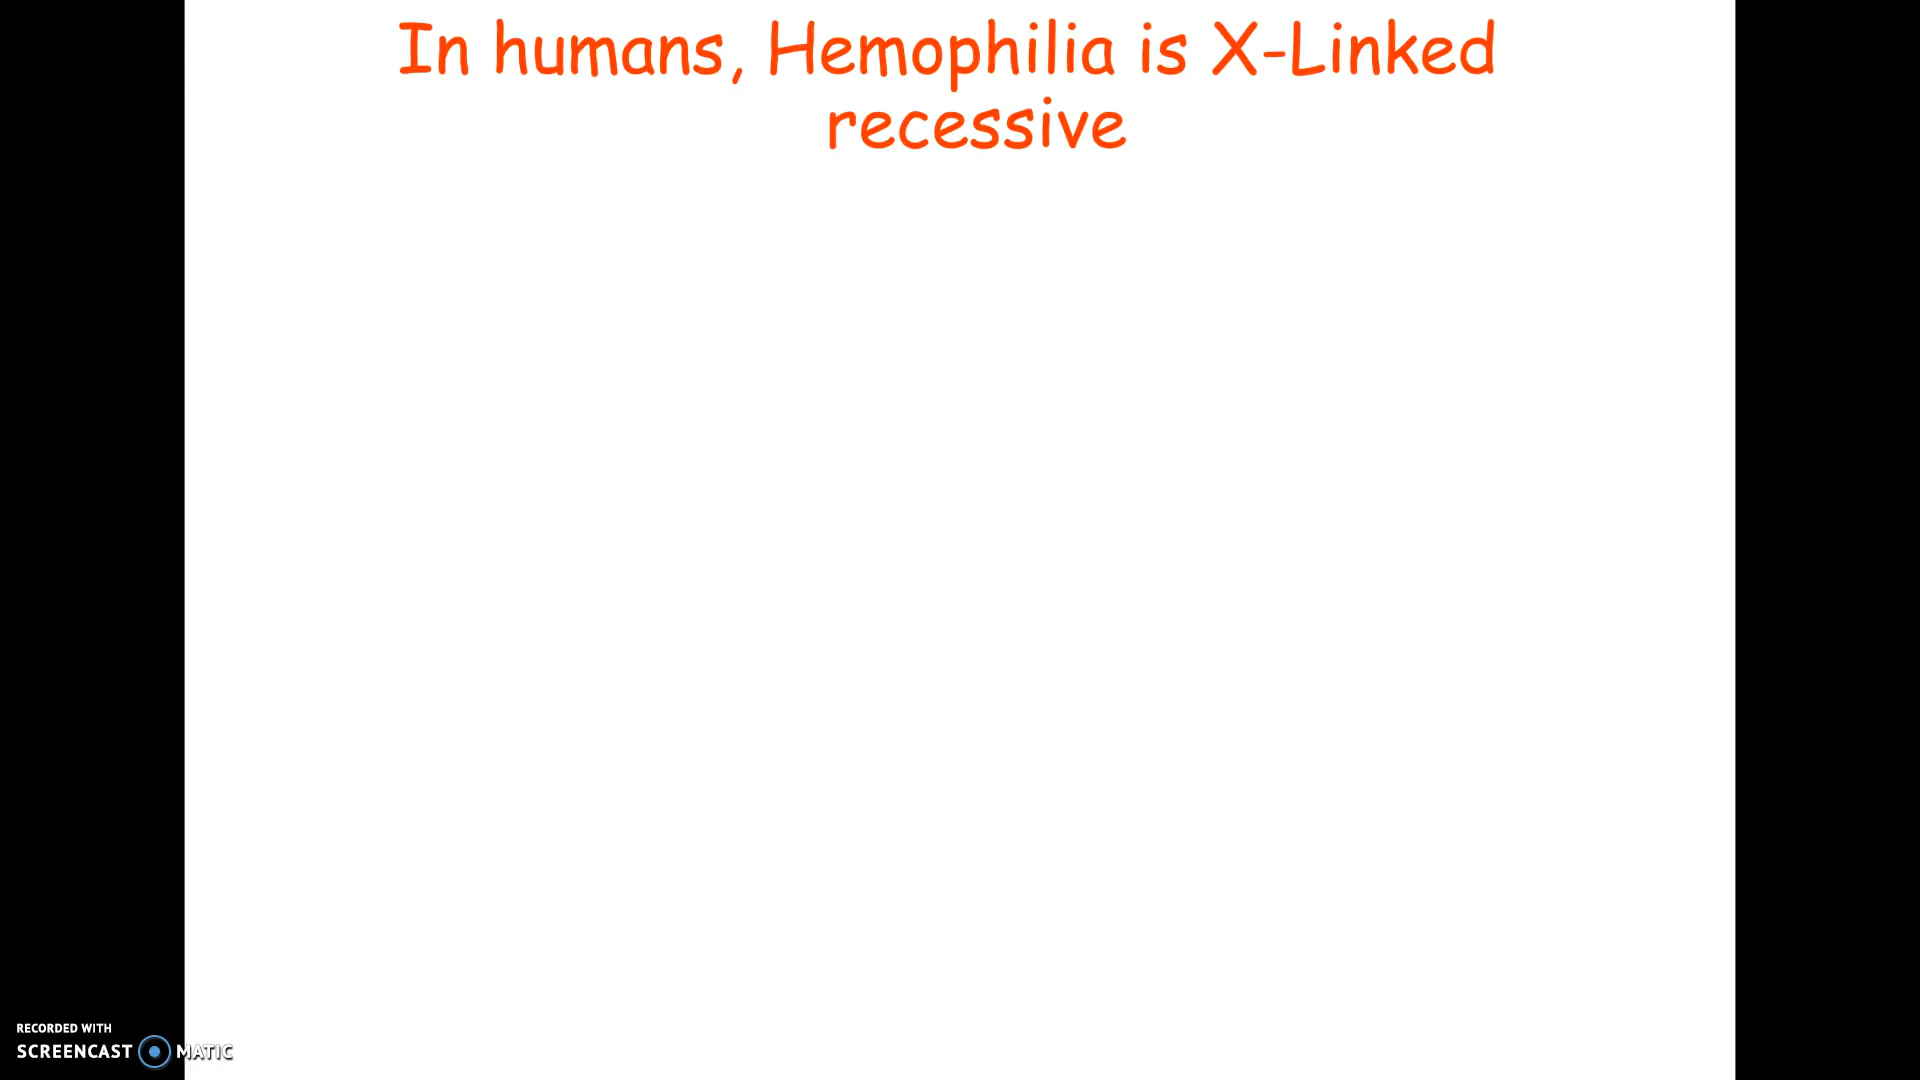 In humans, Hemophilia is X-Linked
recessive
RECORDED WITH
SCREENCAST MATIC